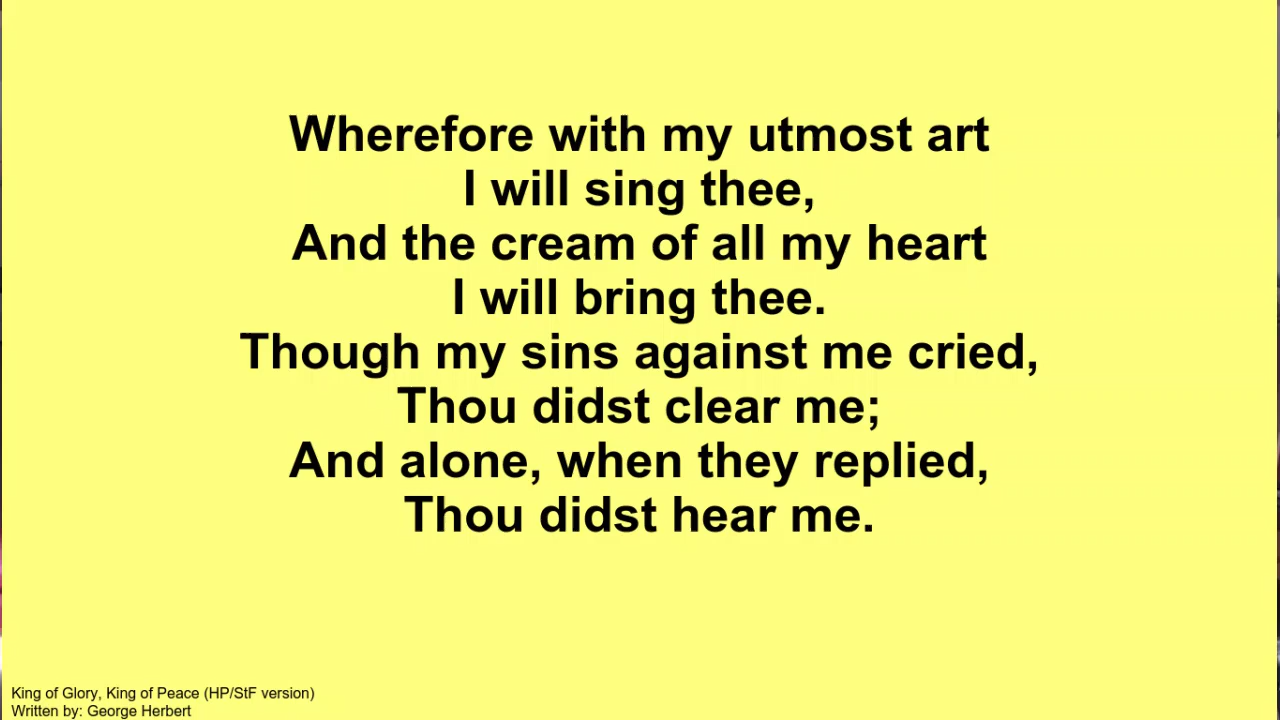 Wherefore with my utmost art
I will sing thee,
And the cream of all my heart
I will bring thee.
Though my sins against me cried,
Thou didst clear me;
And alone, when they replied,
Thou didst hear me.
King of Glory, King of Peace (HP/StF version)
Written by: George Herbert